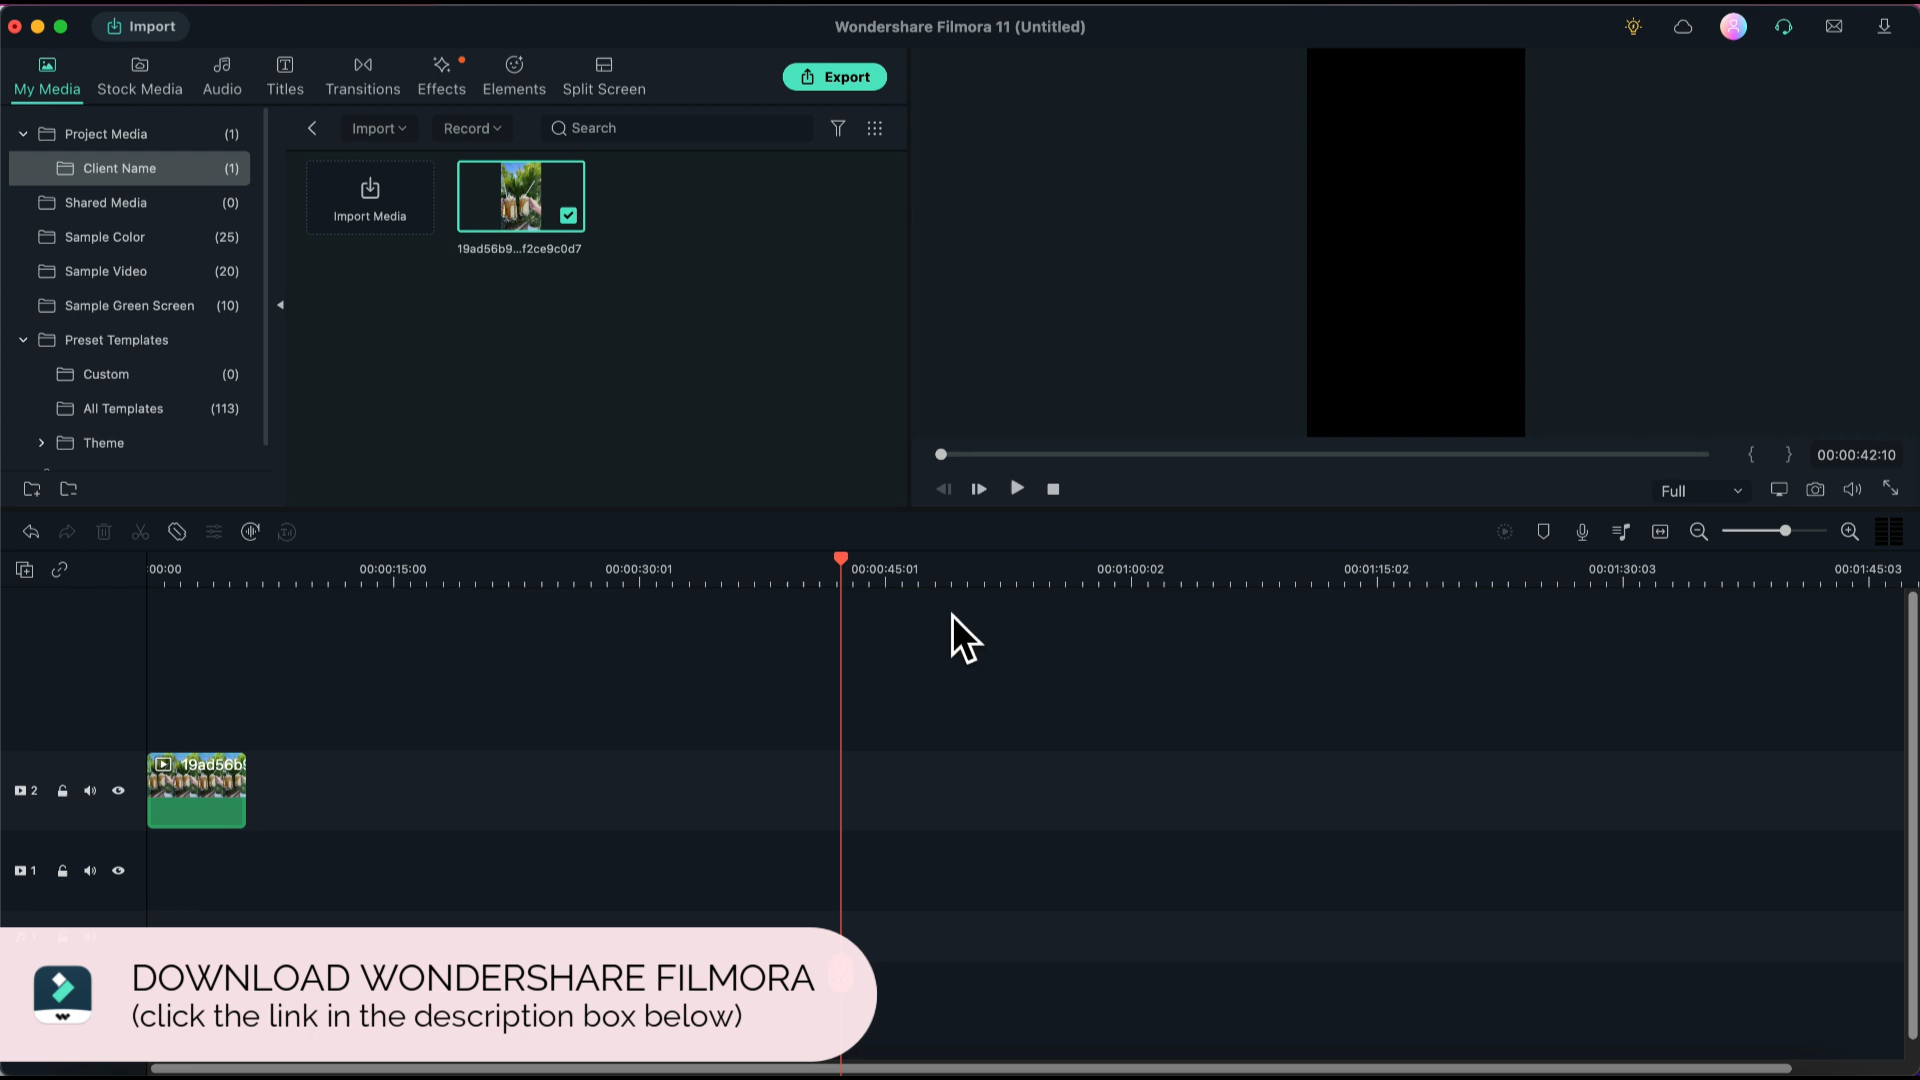 Import
Wondershare Filmora 11 (Untitled)
My Media
Stock Media
Audio
Titles
Transitions
Effects
Elements
Split Screen
Export
Project Media (1)
Client Name (1)
Shared Media (0)
Sample Color (25)
Sample Video (20)
Sample Green Screen (10)
Preset Templates
Custom (0)
All Templates (113)
Theme
Import
Record
Search
Import Media
19ad56b9...f2ce9c0d7
{ } 00:00:42:10
Full
:00:00
00:00:15:00
00:00:30:01
00:00:45:01
00:01:00:02
00:01:15:02
00:01:30:03
00:01:45:03
19ad56b9
2
1
DOWNLOAD WONDERSHARE FILMORA
(click the link in the description box below)